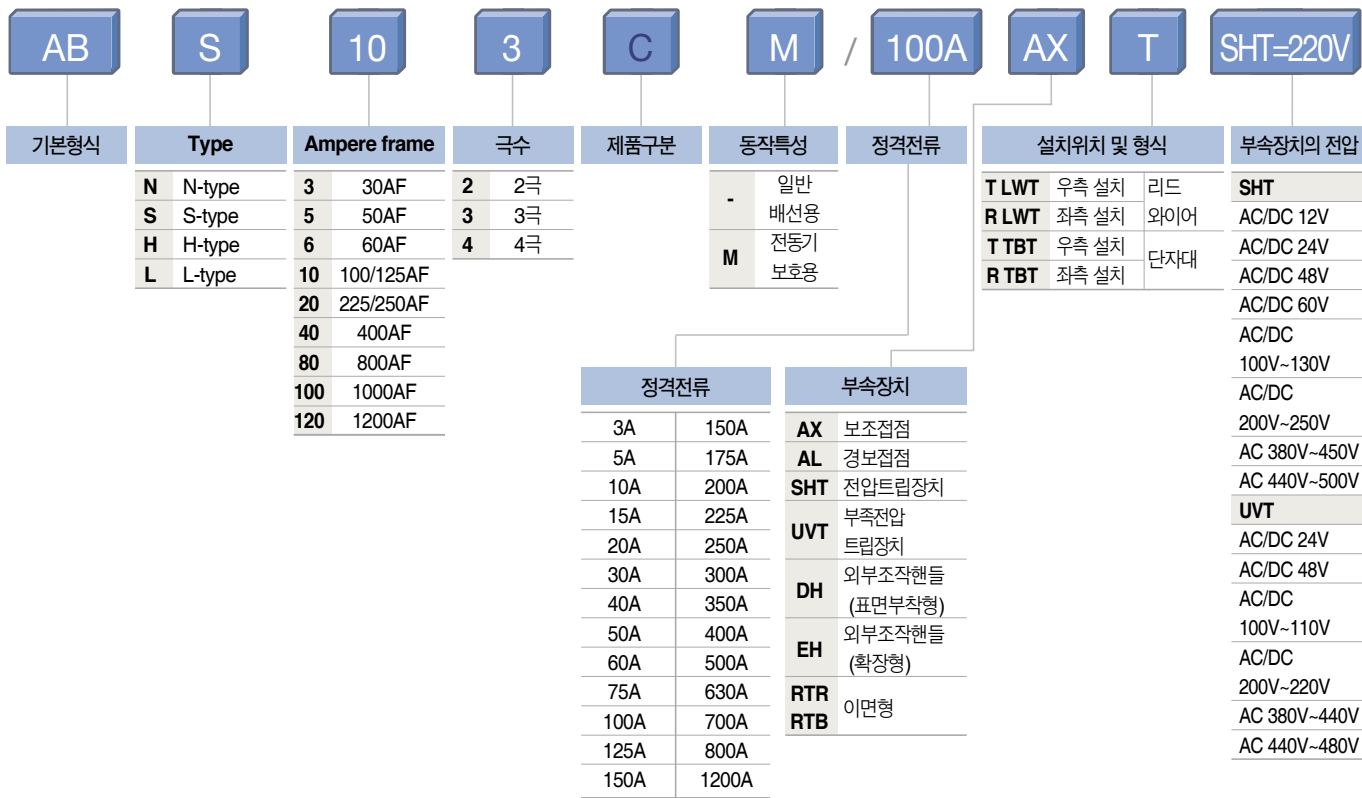 AB S 10 3 C M / 100A AX T SHT=220V
기본형식 Type Ampere frame 극수 제품구분 동작특성 정격전류 설치위치 및 형식 부속장치의 전압
N N-type
S S-type
H H-type
L L-type
3 30AF
5 50AF
6 60AF
10 100/125AF
20 225/250AF
40 400AF
80 800AF
100 1000AF
120 1200AF
2 2극
3 3극
4 4극
- 일반
배선용
M 전동기
보호용
정격전류
3A 150A
5A 175A
10A 200A
15A 225A
20A 250A
30A 300A
40A 350A
50A 400A
60A 500A
75A 630A
100A 700A
125A 800A
150A 1200A
부속장치
AX 보조접점
AL 경보접점
SHT 전압트립장치
UVT 부족전압
트립장치
DH 외부조작핸들
(표면부착형)
EH 외부조작핸들
(확장형)
RTR
RTB 이면형
T LWT 우측 설치 리드
R LWT 좌측 설치 와이어
T TBT 우측 설치 단자대
R TBT 좌측 설치
SHT
AC/DC 12V
AC/DC 24V
AC/DC 48V
AC/DC 60V
AC/DC
100V~130V
AC/DC
200V~250V
AC 380V~450V
AC 440V~500V
UVT
AC/DC 24V
AC/DC 48V
AC/DC
100V~110V
AC/DC
200V~220V
AC 380V~440V
AC 440V~480V